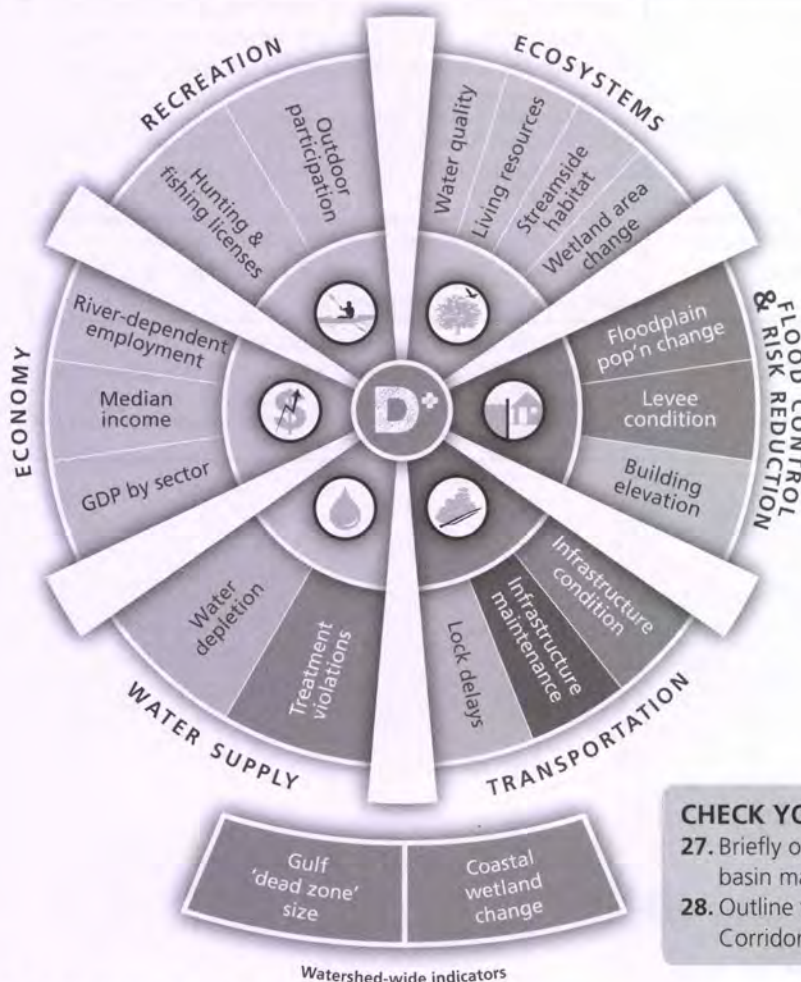 RECREATION
Hunting &
fishing licenses
Outdoor
participation
ECOSYSTEMS
Water quality
Living resources
Streamside
habitat
Wetland area
change
FLOOD CONTROL
& RISK REDUCTION
Floodplain
pop'n change
Levee
condition
Building
elevation
TRANSPORTATION
Infrastructure
condition
Infrastructure
maintenance
Lock delays
WATER SUPPLY
Treatment
violations
Water
depletion
ECONOMY
GDP by sector
Median
income
River-dependent
employment
D+
Gulf
'dead zone'
size
Coastal
wetland
change
Watershed-wide indicators
CHECK
27. Briefly
basin
28. Outline
Corridor